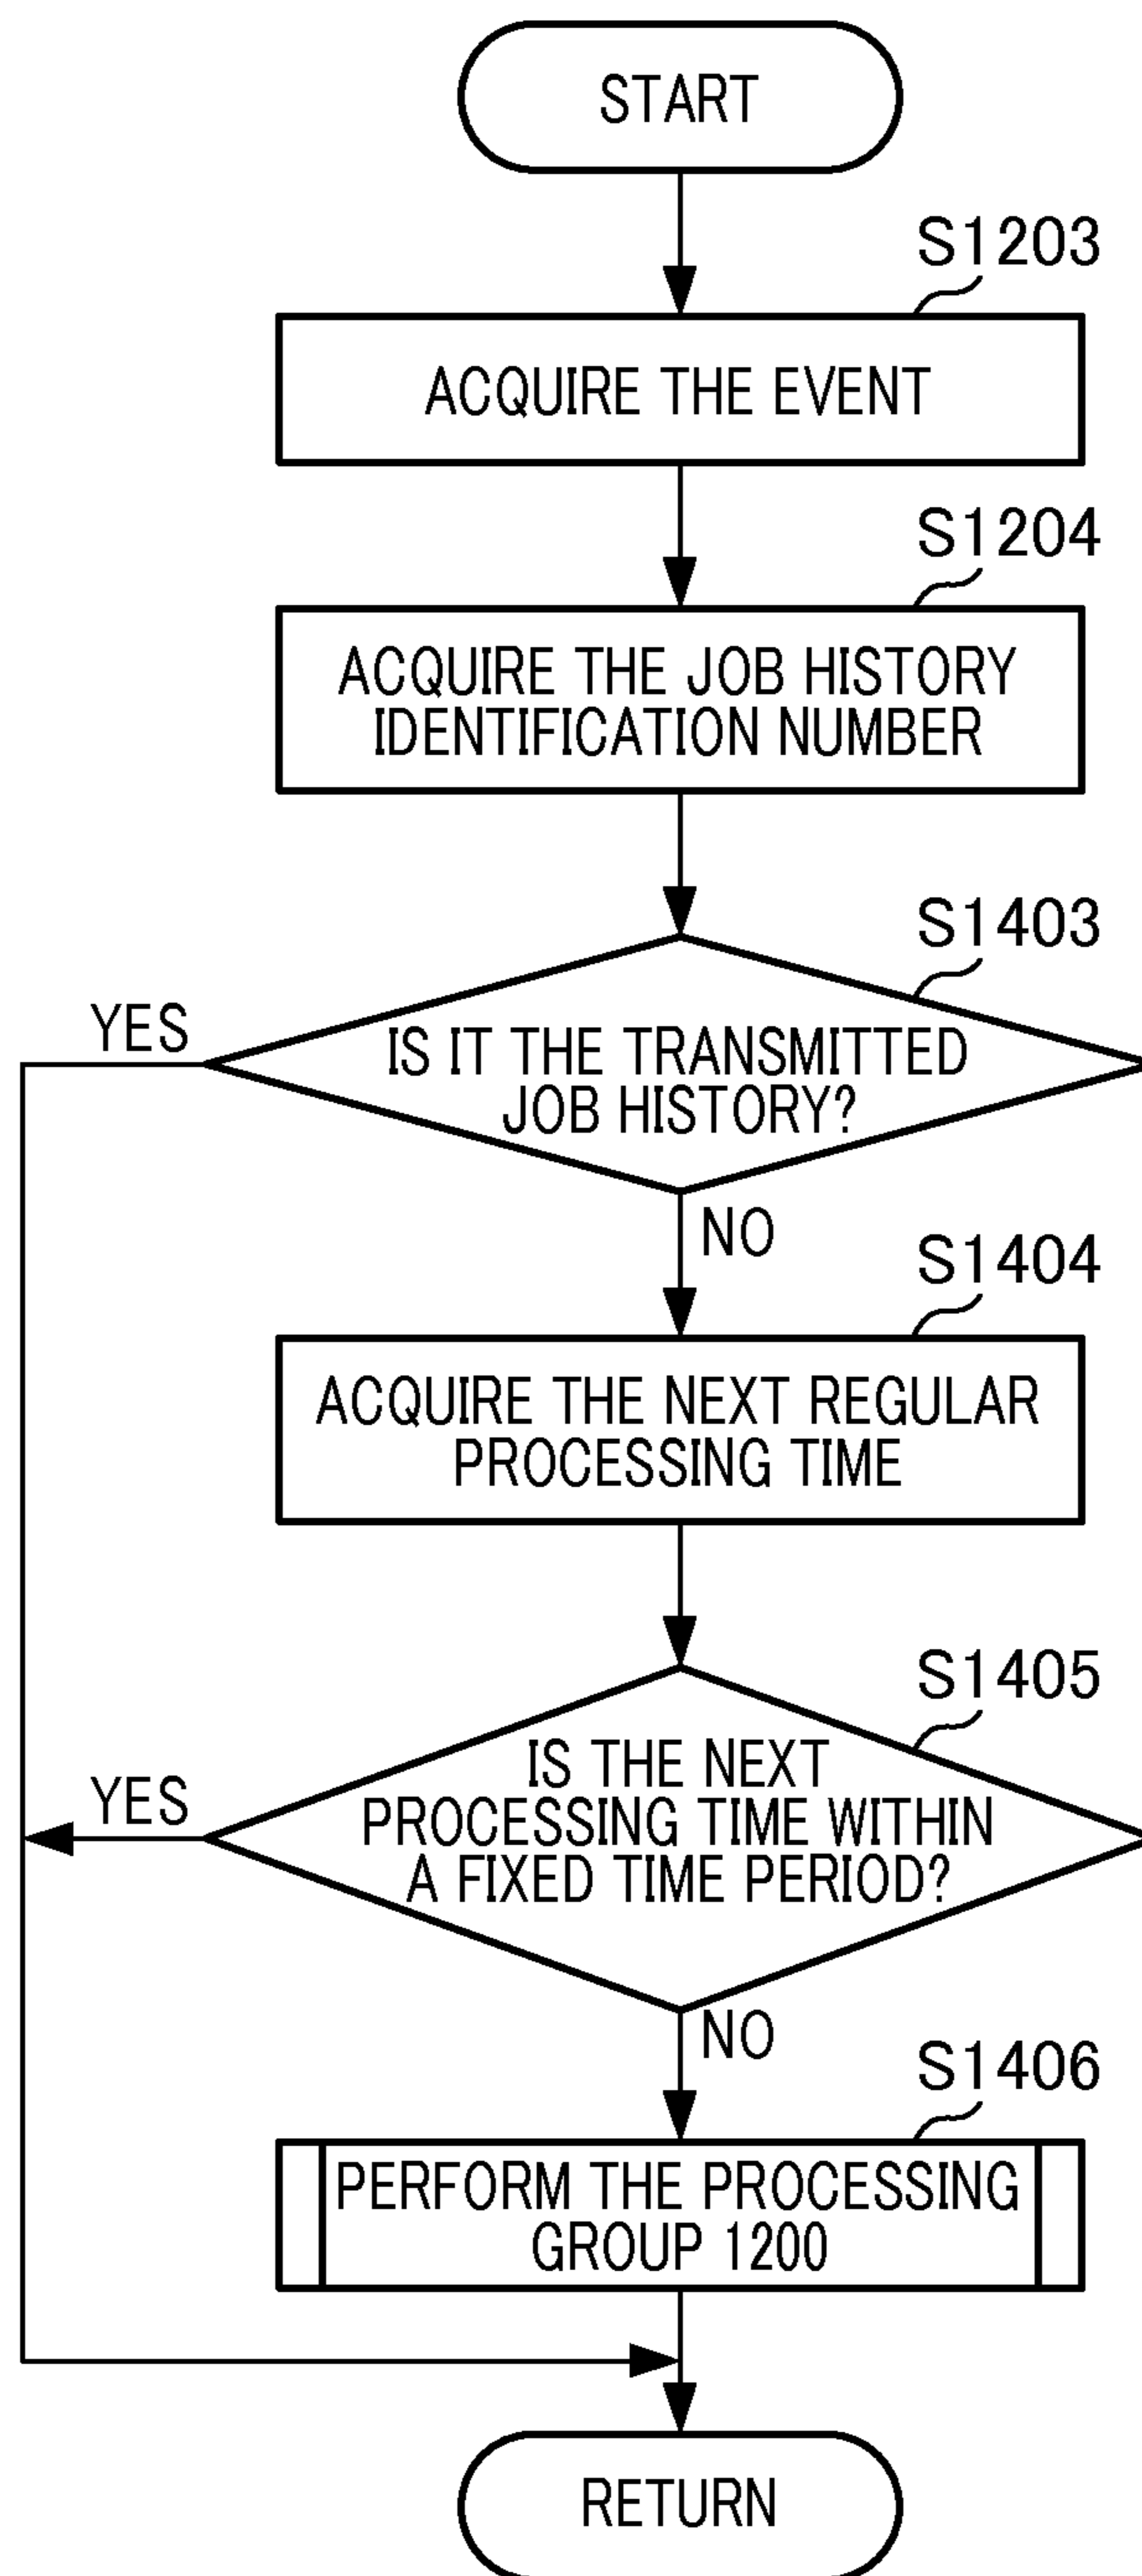 START
S1203
ACQUIRE THE EVENT
S1204
ACQUIRE THE JOB HISTORY
IDENTIFICATION NUMBER
S1403
YES
IS IT THE TRANSMITTED
JOB HISTORY?
NO
S1404
ACQUIRE THE NEXT REGULAR
PROCESSING TIME
S1405
IS THE NEXT
YES
PROCESSING TIME WITHIN
A FIXED TIME PERIOD?
NO
S1406
PERFORM THE PROCESSING
GROUP 1200
RETURN